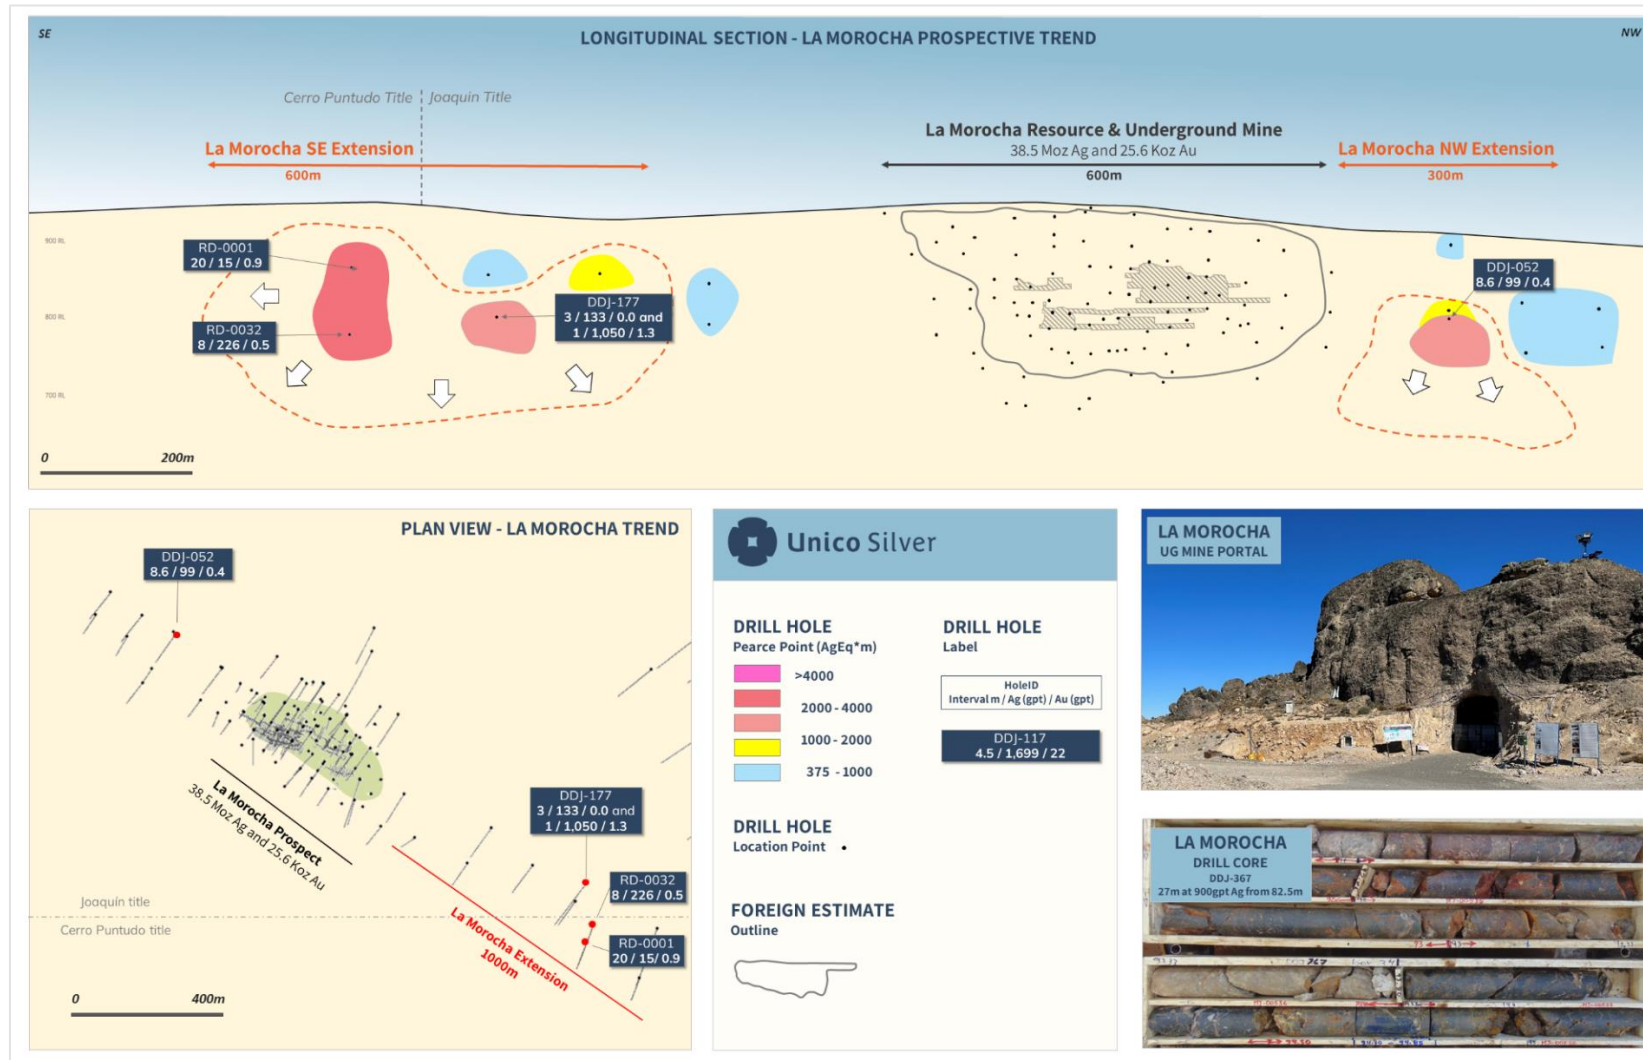 SE
LONGITUDINAL SECTION - LA MOROCHA PROSPECTIVE TREND
NW
Cerro Puntudo Title
Joaquin Title
La Morocha SE Extension
600m
La Morocha Resource & Underground Mine
38.5 Moz Ag and 25.6 Koz Au
600m
La Morocha NW Extension
300m
900 RL
800 RL
700 RL
RD-0001
20 / 15 / 0.9
RD-0032
8 / 226 / 0.5
DDJ-177
3 / 133 / 0.0 and
1 / 1,050 / 1.3
DDJ-052
8.6 / 99 / 0.4
0
200m
PLAN VIEW - LA MOROCHA TREND
DDJ-052
8.6 / 99 / 0.4
La Morocha Prospect
38.5 Moz Ag and 25.6 Koz Au
DDJ-177
3 / 133 / 0.0 and
1 / 1,050 / 1.3
RD-0032
8 / 226 / 0.5
RD-0001
20 / 15/ 0.9
Joaquín title
Cerro Puntudo title
La Morocha Extension
1000m
0
400m
Unico Silver
DRILL HOLE
Pearce Point (AgEq*m)
>4000
2000 - 4000
1000 - 2000
375 - 1000
DRILL HOLE
Label
HoleID
Interval m / Ag (gpt) / Au (gpt)
DDJ-117
4.5 / 1,699 / 22
DRILL HOLE
Location Point
FOREIGN ESTIMATE
Outline
LA MOROCHA
UG MINE PORTAL
LA MOROCHA
DRILL CORE
DDJ-367
27m at 900gpt Ag from 82.5m